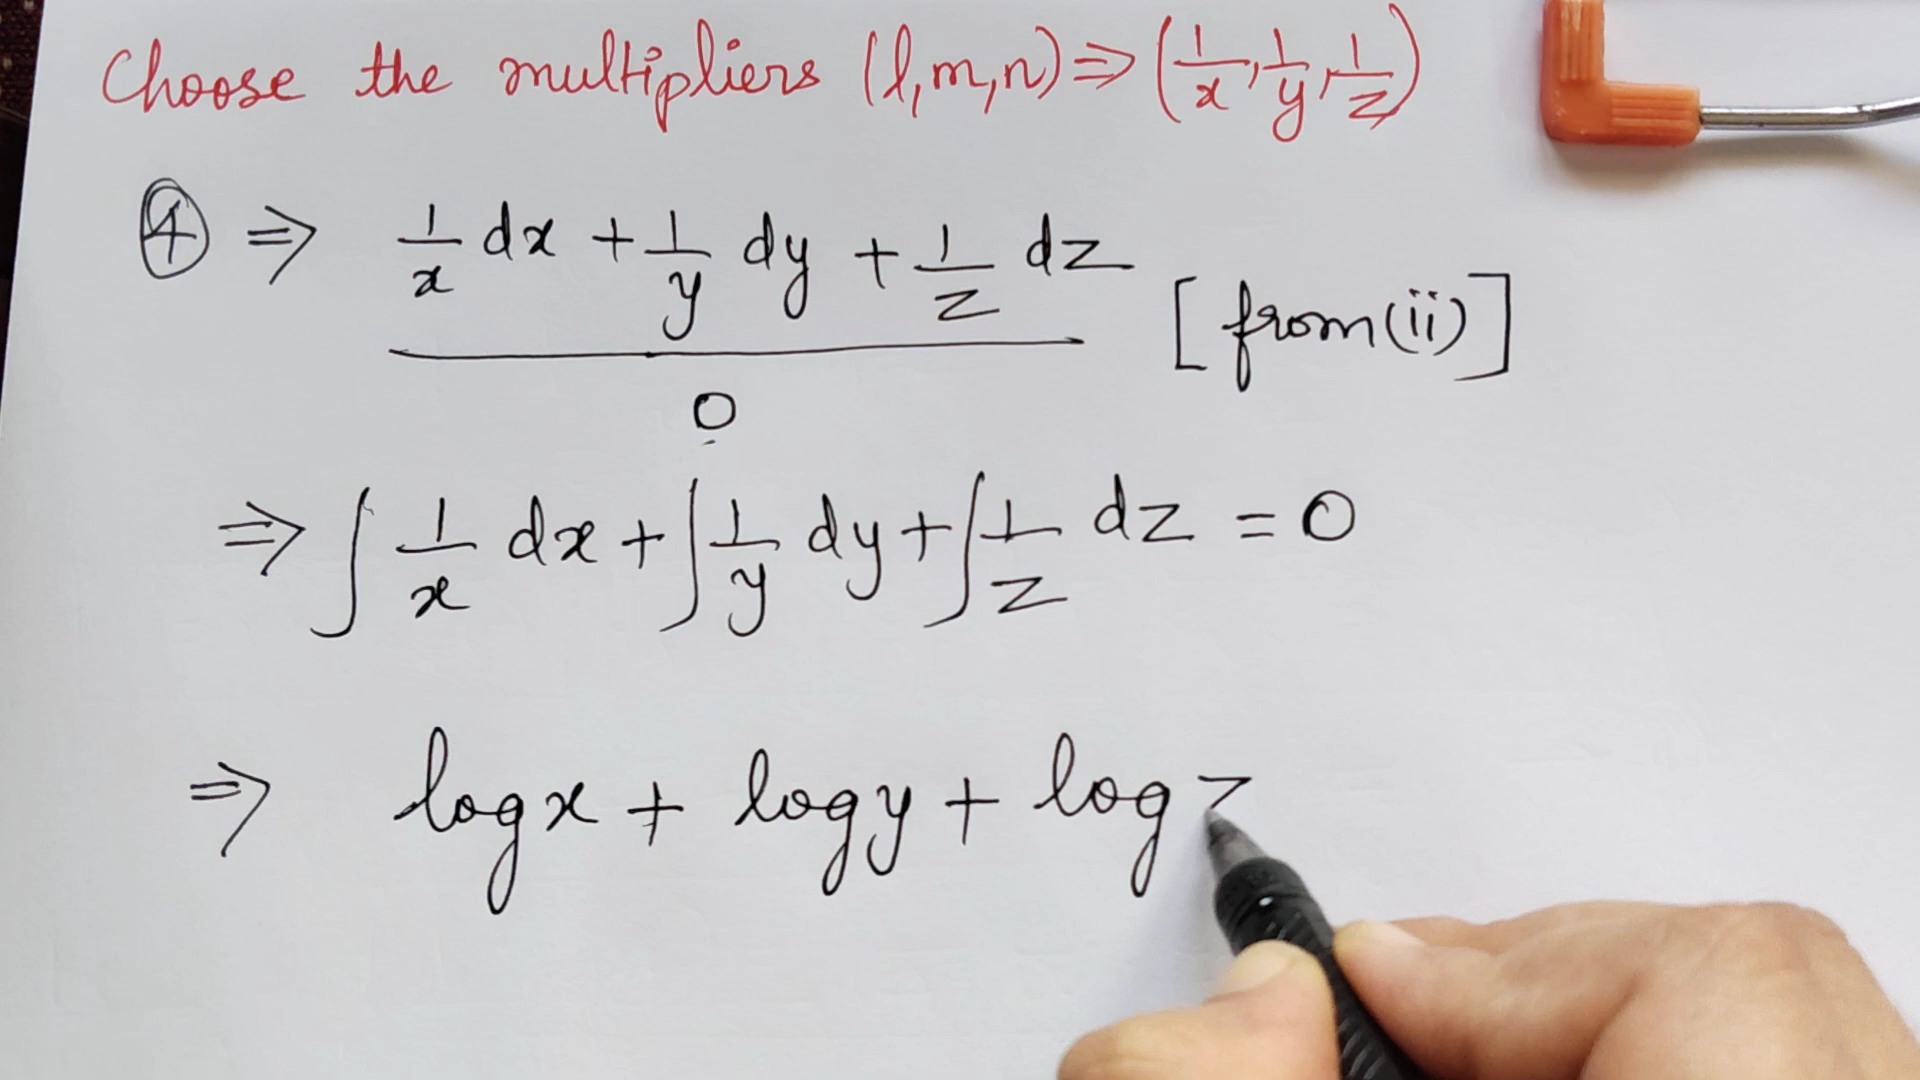 Choose the multipliers (l,m,n) ⇒ (1/x, 1/y, 1/z)
④ ⇒ 1/x dx + 1/y dy + 1/z dz
[from (ii)]
0
⇒ ∫ 1/x dx + ∫ 1/y dy + ∫ 1/z dz = 0
⇒ log x + log y + log z